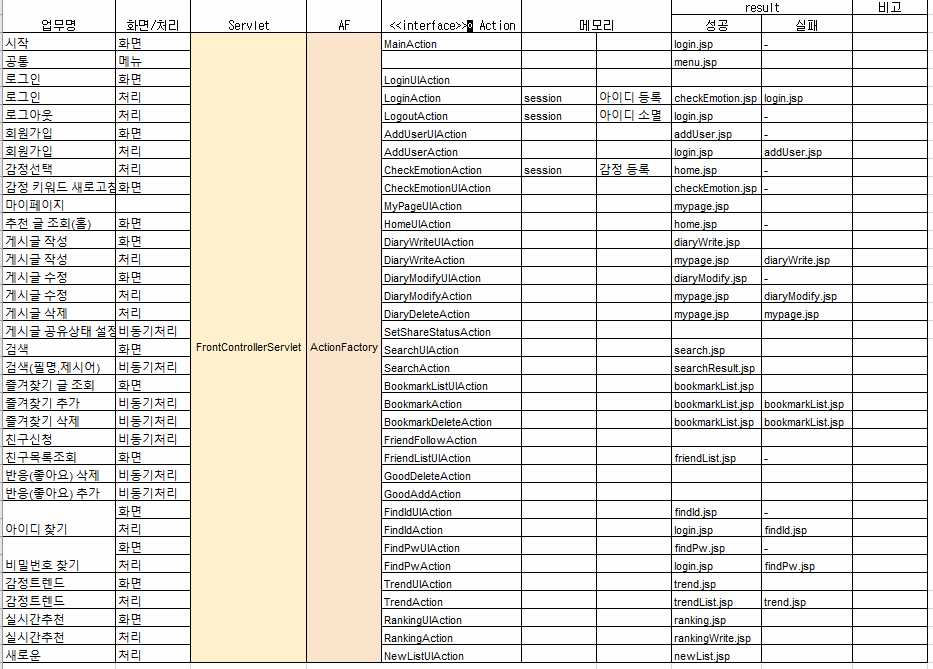 result 비고
업무명 화면/처리 Servlet AF <<interface>> Action 메모리 성공 실패
시작 화면 MainAction login.jsp -
공통 메뉴 menu.jsp
로그인 화면 LoginUIAction
로그인 처리 LoginAction session 아이디 등록 checkEmotion.jsp login.jsp
로그아웃 처리 LogoutAction session 아이디 소멸 login.jsp -
회원가입 화면 AddUserUIAction addUser.jsp -
회원가입 처리 AddUserAction login.jsp addUser.jsp
감정선택 처리 CheckEmotionAction session 감정 등록 home.jsp -
감정 키워드 새로고침 화면 CheckEmotionUIAction checkEmotion.jsp -
마이페이지 MyPageUIAction mypage.jsp
추천 글 조회(홈) 화면 HomeUIAction home.jsp -
게시글 작성 화면 DiaryWriteUIAction diaryWrite.jsp
게시글 작성 처리 DiaryWriteAction mypage.jsp diaryWrite.jsp
게시글 수정 화면 DiaryModifyUIAction diaryModify.jsp -
게시글 수정 처리 DiaryModifyAction mypage.jsp diaryModify.jsp
게시글 삭제 처리 DiaryDeleteAction mypage.jsp mypage.jsp
게시글 공유상태 설정 비동기처리 SetShareStatusAction
검색 화면 FrontControllerServlet ActionFactory SearchUIAction search.jsp
검색(필명,제시어) 비동기처리 SearchAction searchResult.jsp
즐겨찾기 글 조회 화면 BookmarkListUIAction bookmarkList.jsp
즐겨찾기 추가 비동기처리 BookmarkAction bookmarkList.jsp bookmarkList.jsp
즐겨찾기 삭제 비동기처리 BookmarkDeleteAction bookmarkList.jsp bookmarkList.jsp
친구신청 비동기처리 FriendFollowAction
친구목록조회 화면 FriendListUIAction friendList.jsp -
반응(좋아요) 삭제 비동기처리 GoodDeleteAction
반응(좋아요) 추가 비동기처리 GoodAddAction
화면 FindIdUIAction findId.jsp -
아이디 찾기 처리 FindIdAction login.jsp findId.jsp
화면 FindPwUIAction findPw.jsp -
비밀번호 찾기 처리 FindPwAction login.jsp findPw.jsp
감정트렌드 화면 TrendUIAction trend.jsp
감정트렌드 처리 TrendAction trendList.jsp trend.jsp
실시간추천 화면 RankingUIAction ranking.jsp
실시간추천 처리 RankingAction rankingWrite.jsp
새로운 처리 NewListUIAction newList.jsp